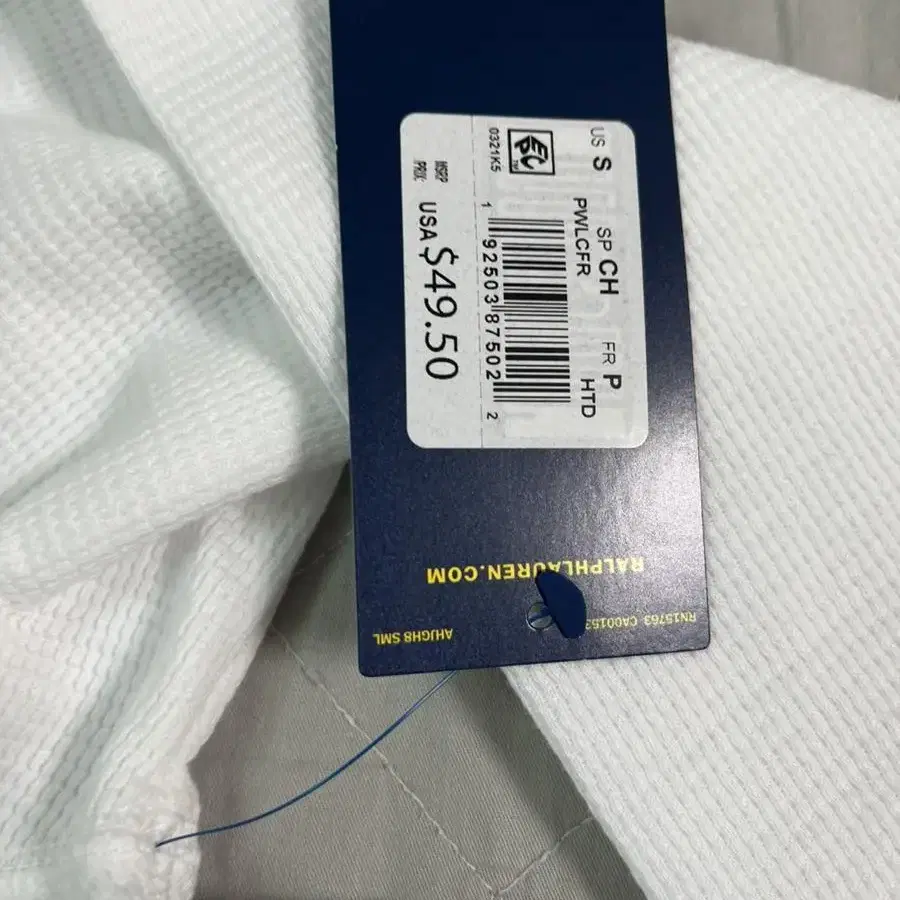 US S SP CH FR P
PWLCFR HTD
0321K5
1 92503 87502 2
MSRP
PRIX: USA $49.50
RALPHLAUREN.COM
RN15763 CA00153
AHJGH8 SML